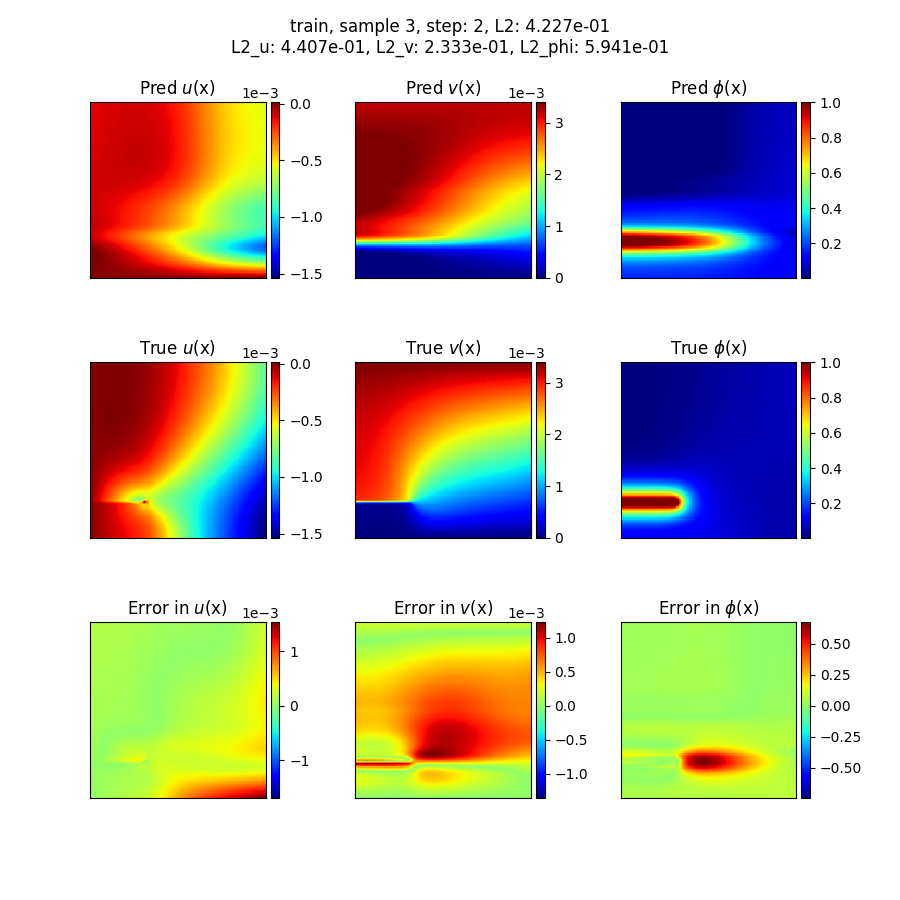 train, sample 3, step: 2, L2: 4.227e-01
L2_u: 4.407e-01, L2_v: 2.333e-01, L2_phi: 5.941e-01
Pred u(x)
1e−3
0.0
−0.5
−1.0
−1.5
Pred v(x)
1e−3
3
2
1
0
Pred ϕ(x)
1.0
0.8
0.6
0.4
0.2
True u(x)
1e−3
0.0
−0.5
−1.0
−1.5
True v(x)
1e−3
3
2
1
0
True ϕ(x)
1.0
0.8
0.6
0.4
0.2
Error in u(x)
1e−3
1
0
−1
Error in v(x)
1e−3
1.0
0.5
0.0
−0.5
−1.0
Error in ϕ(x)
0.50
0.25
0.00
−0.25
−0.50